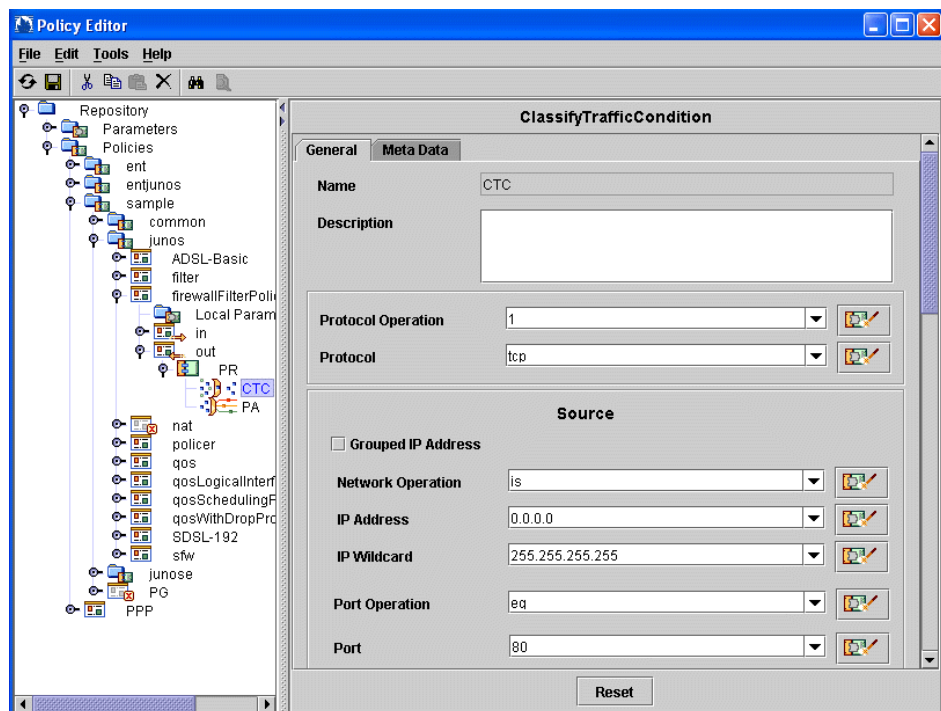 Policy Editor
File Edit Tools Help
Repository
Parameters
Policies
ent
entjunos
sample
common
junos
ADSL-Basic
filter
firewallFilterPoli
Local Param
in
out
PR
CTC
PA
nat
policer
qos
qosLogicalInterf
qosSchedulingF
qosWithDropPro
SDSL-192
sfw
junose
PG
PPP
ClassifyTrafficCondition
General Meta Data
Name CTC
Description
Protocol Operation 1
Protocol tcp
Source
Grouped IP Address
Network Operation is
IP Address 0.0.0.0
IP Wildcard 255.255.255.255
Port Operation eq
Port 80
Reset